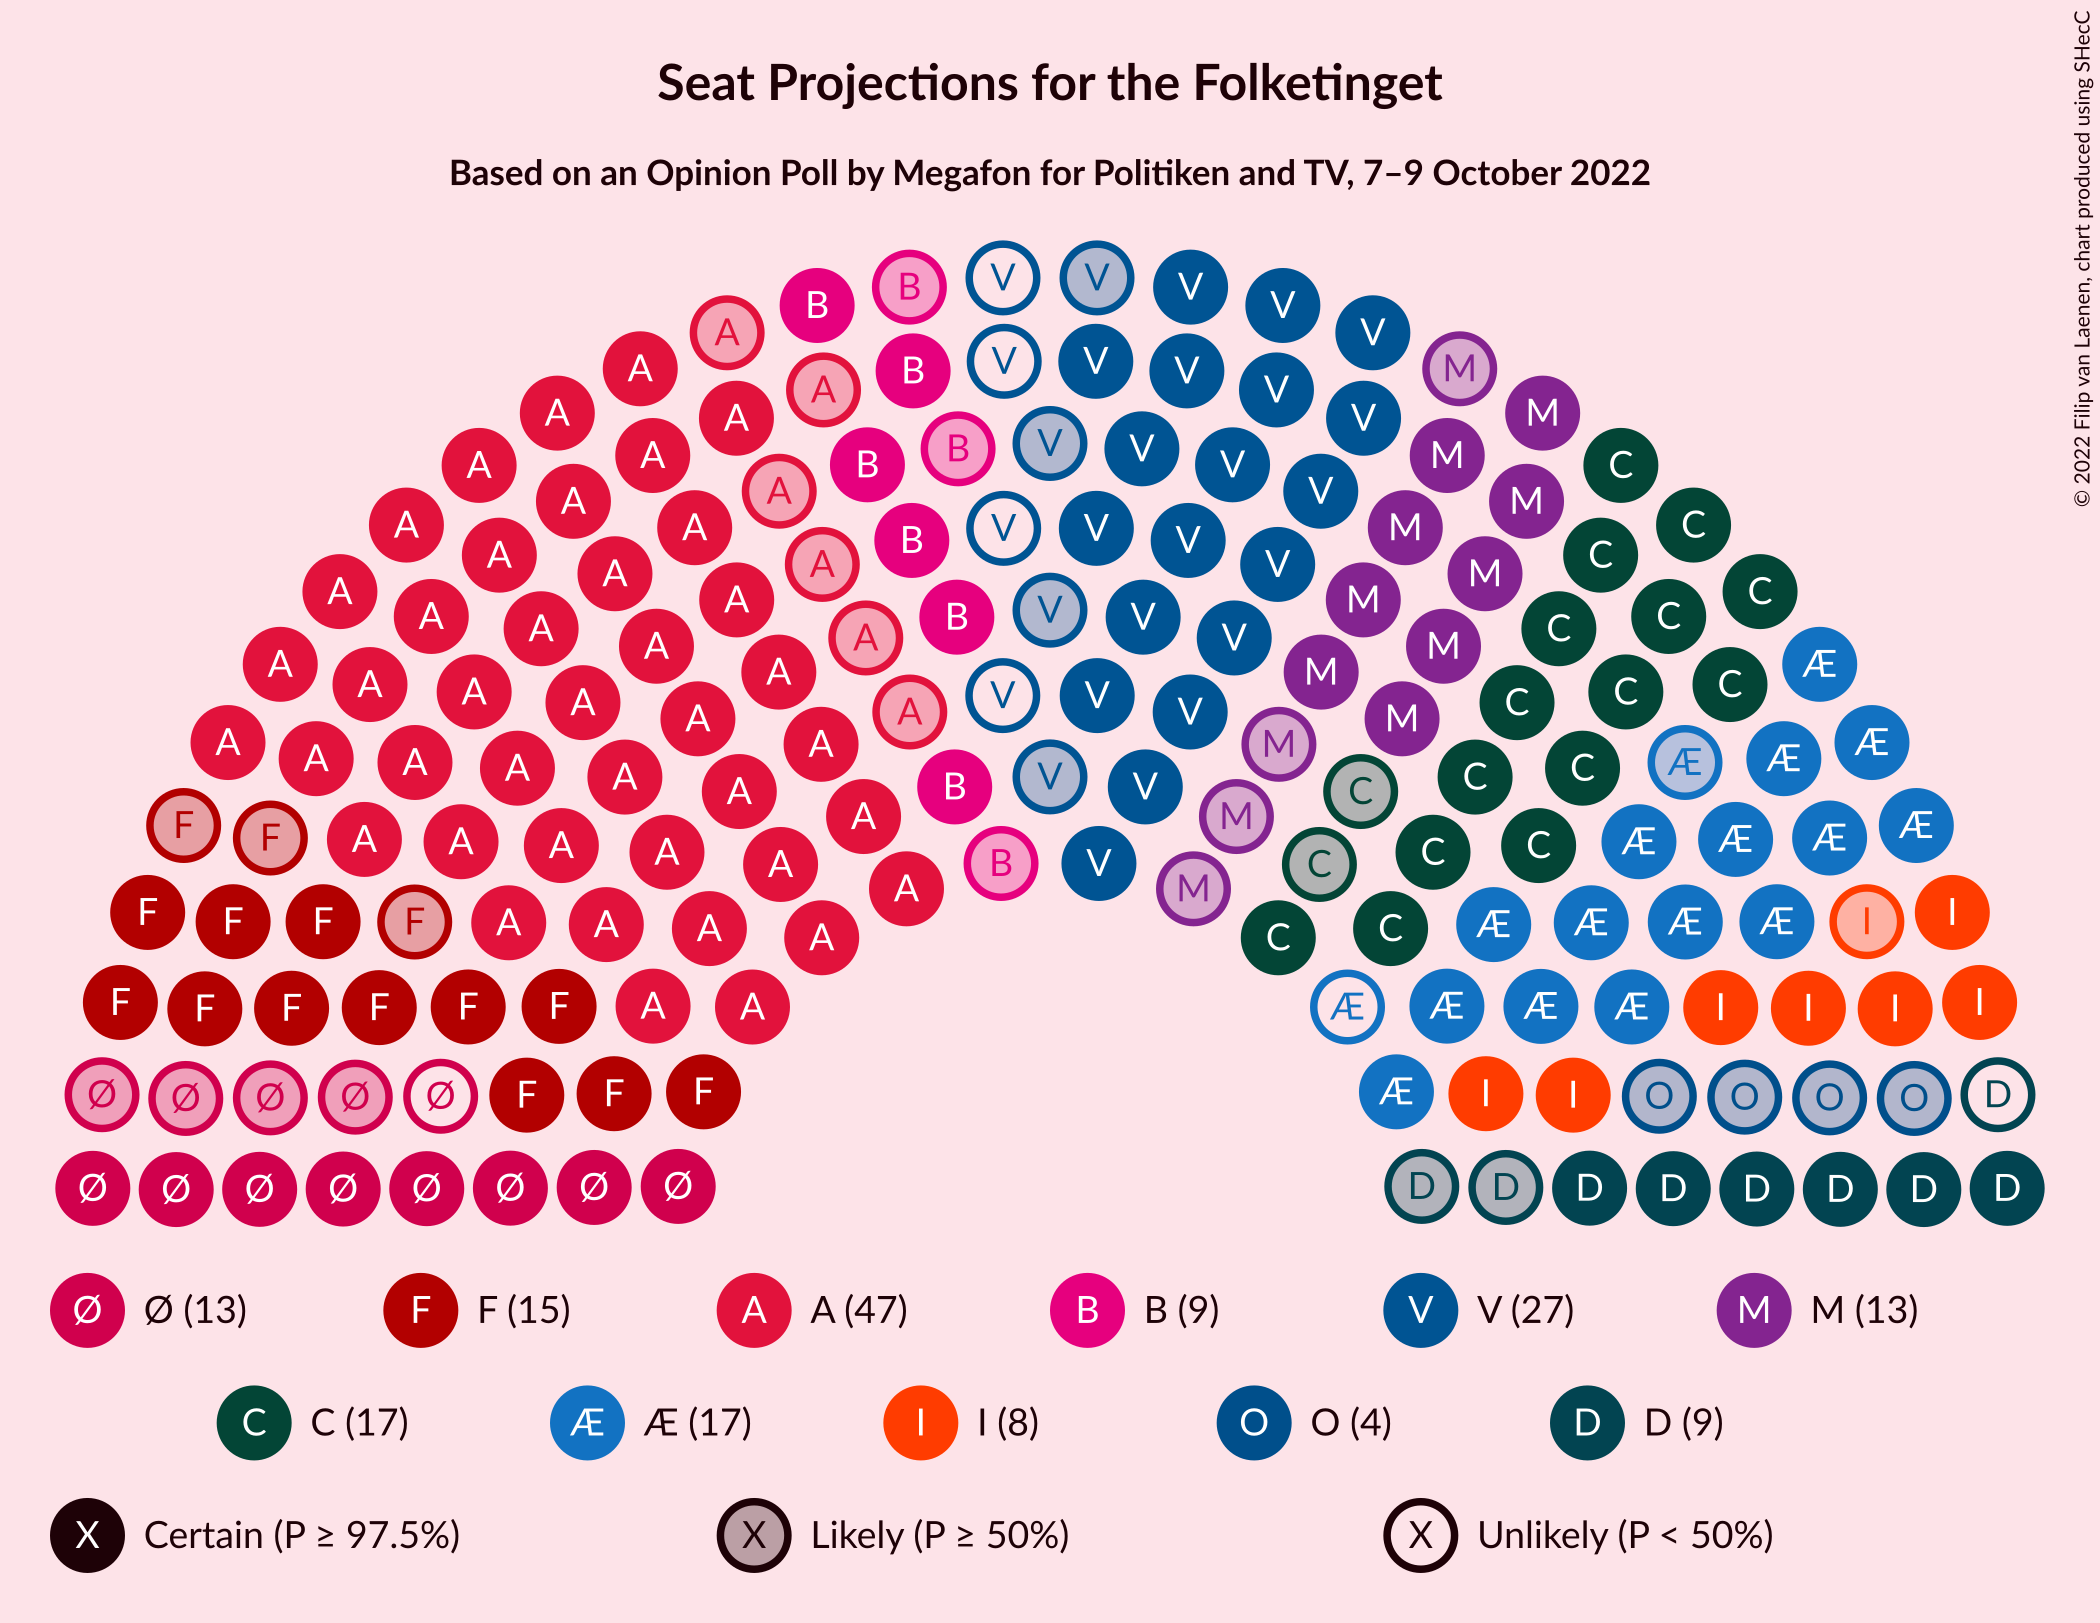 Seat Projections for the Folketinget
Based on an Opinion Poll by Megafon for Politiken and TV, 7–9 October 2022
© 2022 Filip van Laenen, chart produced using SHecC
B V V V V
A B V M
A V V V V M
A A B V C
A A B V V V M M
A A A B V V M C
A A V M C
A A A B V V V M C C
A A A V M C
A A A B V V V M C C
A A A A V M C C
A A A A V V V M C C Æ
A A A A B V V M C C Æ Æ
F A A A A A M C C Æ Æ
F F A A A A A B V C C C Æ Æ Æ Æ
F F F F A A A A A M C C Æ Æ Æ Æ I I
F F F F F F A A Æ Æ Æ Æ I I I I
Ø Ø Ø Ø Ø F F F Æ I I O O O O D
Ø Ø Ø Ø Ø Ø Ø Ø D D D D D D D D
Ø Ø (13) F F (15) A A (47) B B (9) V V (27) M M (13)
C C (17) Æ Æ (17) I I (8) O O (4) D D (9)
X Certain (P ≥ 97.5%) X Likely (P ≥ 50%) X Unlikely (P < 50%)